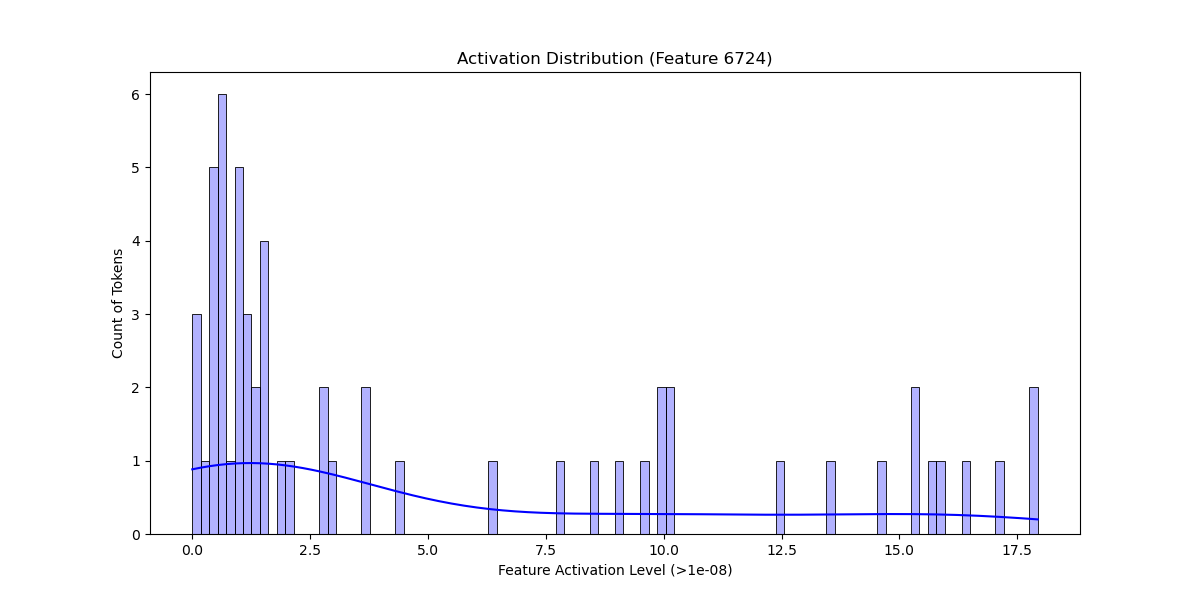 Activation Distribution (Feature 6724)
Count of Tokens
6
5
4
3
2
1
0
0.0 2.5 5.0 7.5 10.0 12.5 15.0 17.5
Feature Activation Level (>1e-08)